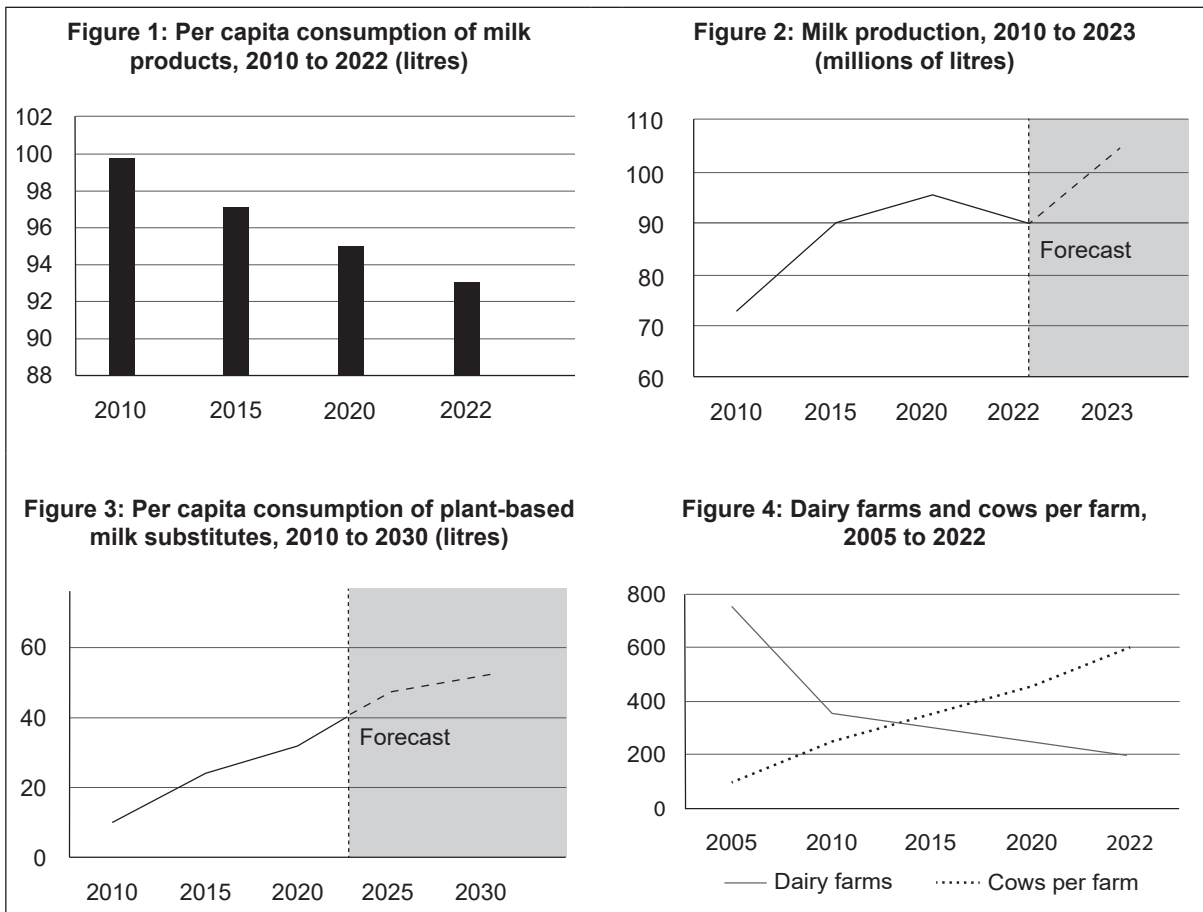 Figure 1: Per capita consumption of milk
products, 2010 to 2022 (litres)
102
100
98
96
94
92
90
88
2010 2015 2020 2022
Figure 2: Milk production, 2010 to 2023
(millions of litres)
110
100
90
80
70
60
Forecast
2010 2015 2020 2022 2023
Figure 3: Per capita consumption of plant-based
milk substitutes, 2010 to 2030 (litres)
60
40
20
0
Forecast
2010 2015 2020 2025 2030
Figure 4: Dairy farms and cows per farm,
2005 to 2022
800
600
400
200
0
2005 2010 2015 2020 2022
Dairy farms Cows per farm